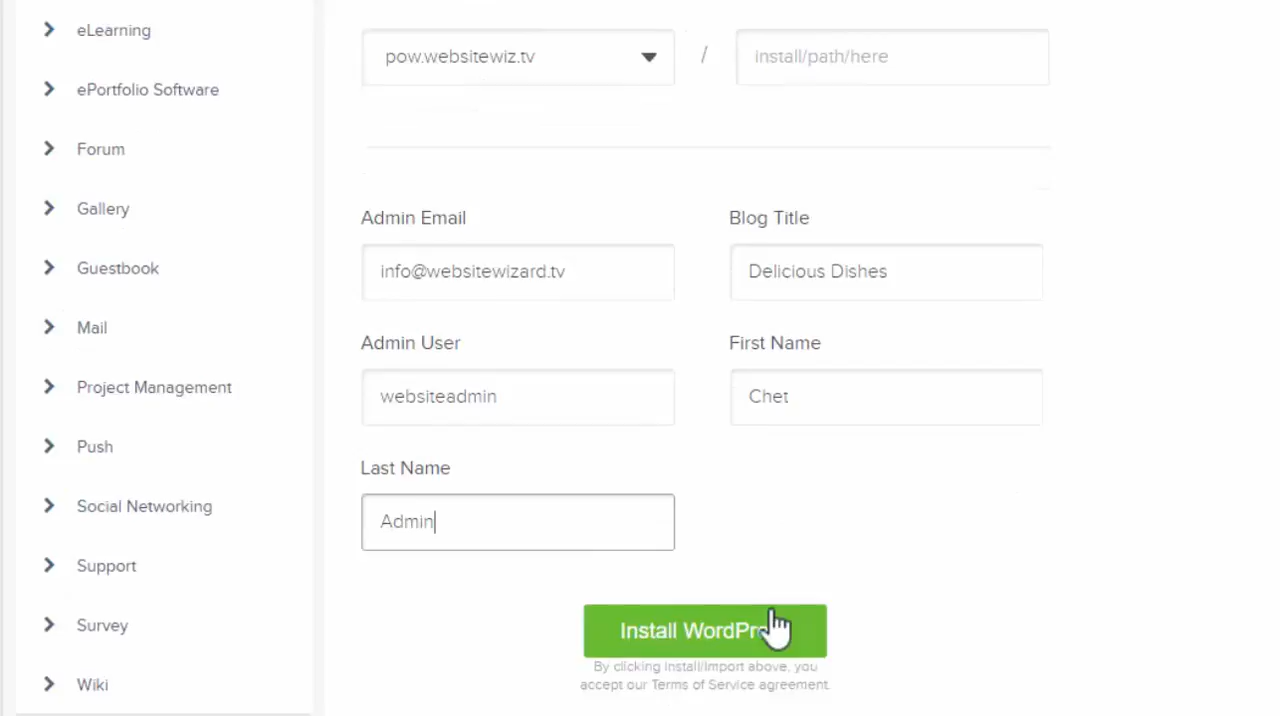 eLearning
ePortfolio Software
Forum
Gallery
Guestbook
Mail
Project Management
Push
Social Networking
Support
Survey
Wiki
pow.websitewiz.tv / install/path/here
Admin Email
Blog Title
info@websitewizard.tv
Delicious Dishes
Admin User
First Name
websiteadmin
Chet
Last Name
Admin
Install WordPre
By clicking Install/Import above, you
accept our Terms of Service agreement.